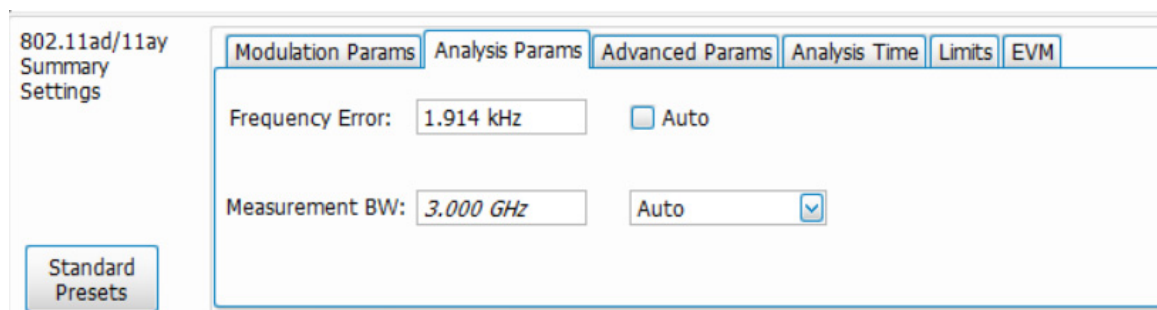 802.11ad/11ay
Summary
Settings
Modulation Params Analysis Params Advanced Params Analysis Time Limits EVM
Frequency Error: 1.914 kHz Auto
Measurement BW: 3.000 GHz Auto
Standard
Presets